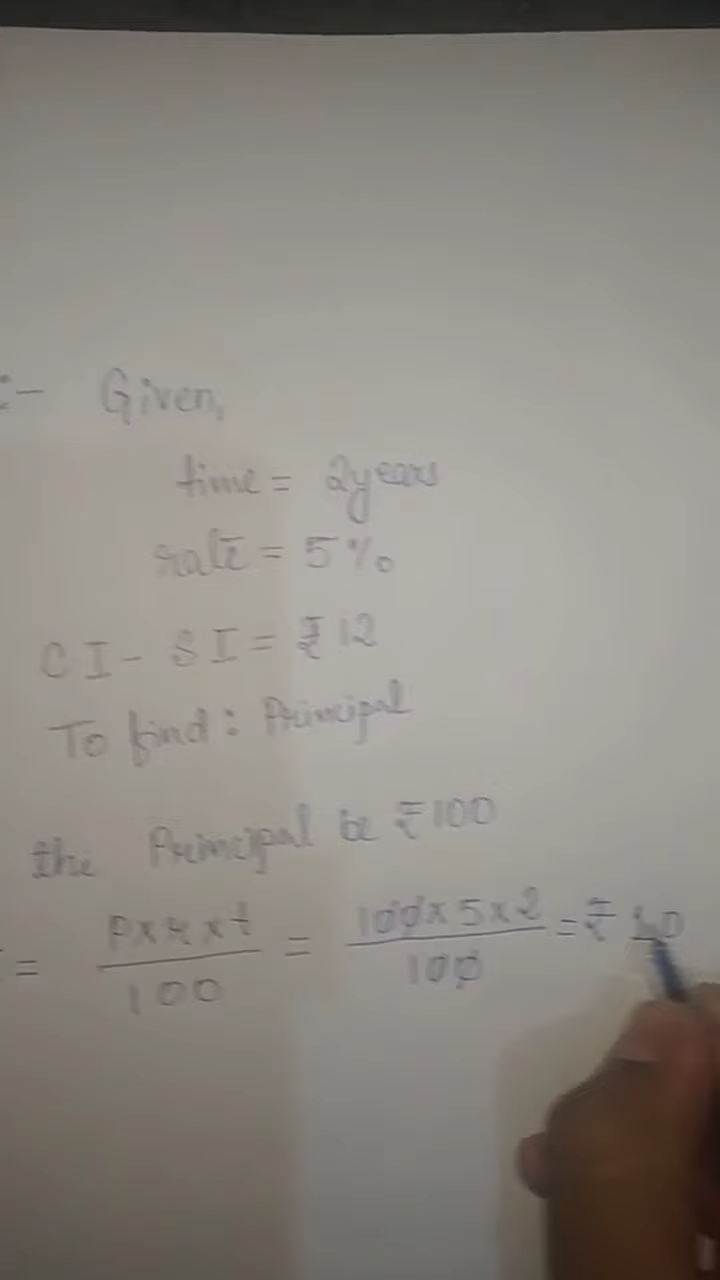 :- Given,
time = 2years
rate = 5%
CI - SI = ₹12
To find: Principal
the Principal be ₹100
= P x r x t / 100 = 100 x 5 x 2 / 100 = ₹ 10